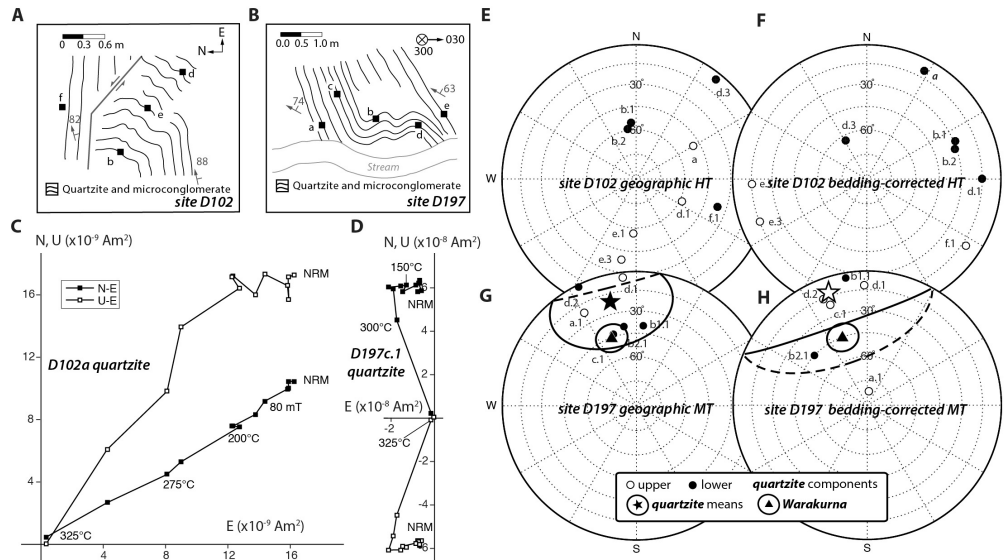 A
0 0.3 0.6 m
E
N
d
f
e
82
b
88
Quartzite and microconglomerate
site D102
B
0.0 0.5 1.0 m
030
300
c
63
74
b
e
a
d
Stream
Quartzite and microconglomerate
site D197
C
N, U (x10-9 Am2)
N-E
U-E
NRM
16
12
D102a quartzite
NRM
8
80 mT
200°C
275°C
4
325°C
E (x10-9 Am2)
4 8 12 16
D
N, U (x10-8 Am2)
150°C
6
NRM
300°C
4
D197c.1
quartzite
2
E (x10-8 Am2)
-2
325°C
-2
-4
NRM
-6
E
N
30°
d.3
b.1
60°
b.2
a
W
site D102 geographic HT
d.1
f.1
e.1
e.3
F
N
a
30°
d.3
60°
b.1
b.2
e.1
site D102 bedding-corrected HT
d.1
e.3
f.1
G
d.1
d.2
30°
a.1
b1.1
b2.1
c.1
60°
W
site D197 geographic MT
S
H
b1.1
d.1
d.2
30°
c.1
b2.1
60°
a.1
W
site D197 bedding-corrected MT
S
upper lower quartzite components
quartzite means Warakurna